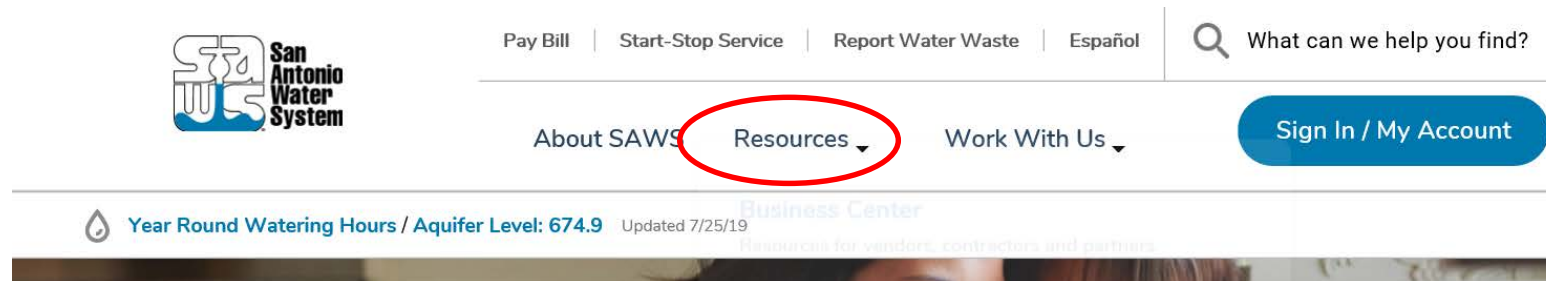 San
Antonio
Water
System
Pay Bill | Start-Stop Service | Report Water Waste | Español
What can we help you find?
About SAWS Resources Work With Us
Sign In / My Account
Year Round Watering Hours / Aquifer Level: 674.9 Updated 7/25/19
Business Center
Resources for vendors, contractors and partners